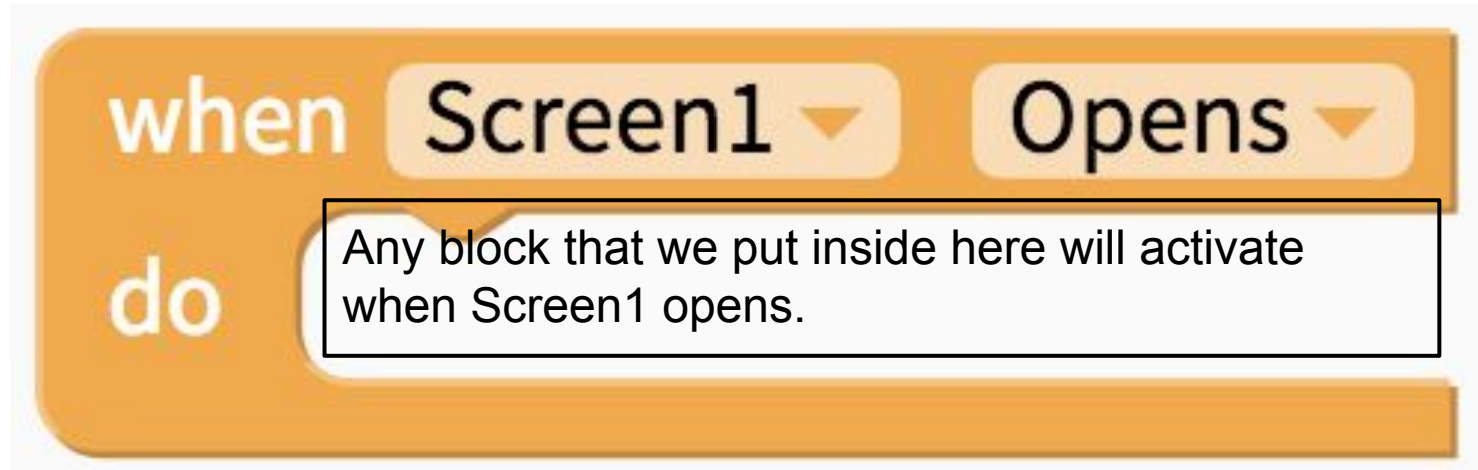 when Screen1 Opens
Any block that we put inside here will activate
do
when Screen1 opens.